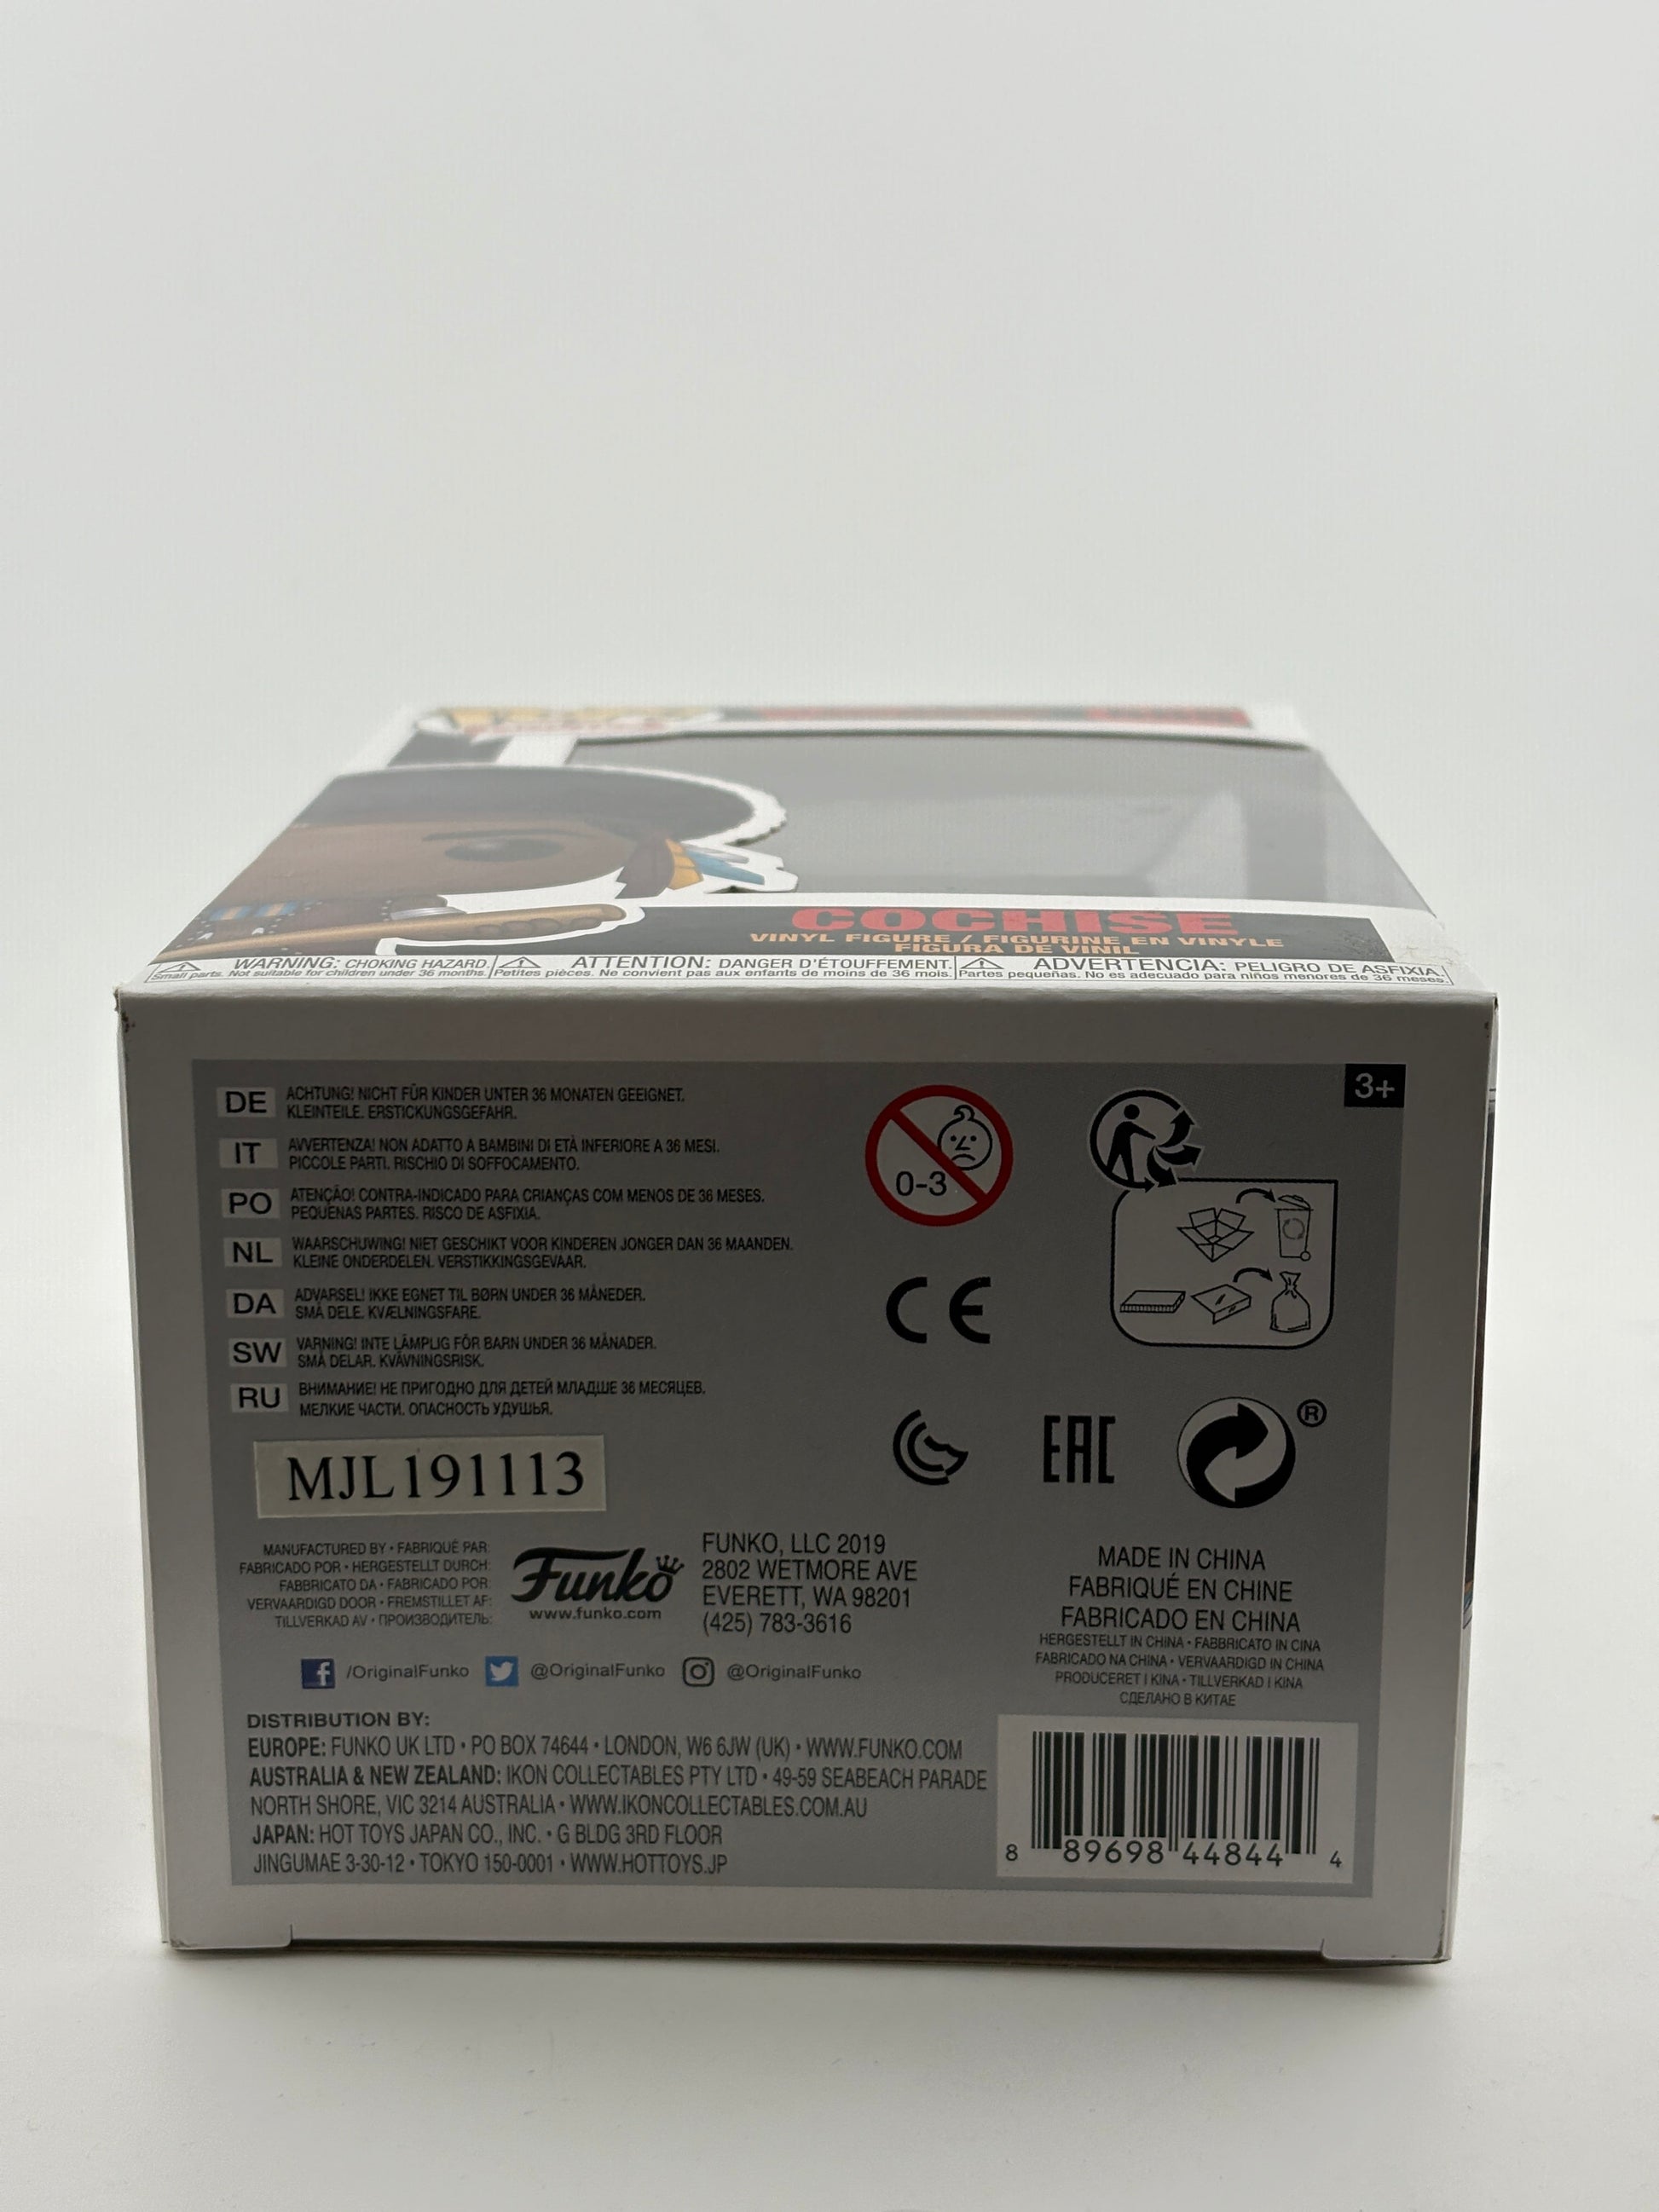 COCHISE
VINYL FIGURE / FIGURINE EN VINYLE
FIGURA DE VINIL
WARNING: CHOKING HAZARD.
Small parts. Not suitable for children under 36 months.
ATTENTION: DANGER D'ÉTOUFFEMENT.
Petites pièces. Ne convient pas aux enfants de moins de 36 mois.
ADVERTENCIA: PELIGRO DE ASFIXIA.
Partes pequeñas. No es adecuado para niños menores de 36 meses.
3+
DE ACHTUNG! NICHT FÜR KINDER UNTER 36 MONATEN GEEIGNET.
KLEINTEILE. ERSTICKUNGSGEFAHR.
IT AVVERTENZA! NON ADATTO A BAMBINI DI ETÀ INFERIORE A 36 MESI.
PICCOLE PARTI. RISCHIO DI SOFFOCAMENTO.
PO ATENÇÃO! CONTRA-INDICADO PARA CRIANÇAS COM MENOS DE 36 MESES.
PEQUENAS PARTES. RISCO DE ASFIXIA.
NL WAARSCHUWING! NIET GESCHIKT VOOR KINDEREN JONGER DAN 36 MAANDEN.
KLEINE ONDERDELEN. VERSTIKKINGSGEVAAR.
DA ADVARSEL! IKKE EGNET TIL BØRN UNDER 36 MÅNEDER.
SMÅ DELE. KVÆLNINGSFARE.
SW VARNING! INTE LÄMPLIG FÖR BARN UNDER 36 MÅNADER.
SMÅ DELAR. KVÄVNINGSRISK.
RU ВНИМАНИЕ! НЕ ПРИГОДНО ДЛЯ ДЕТЕЙ МЛАДШЕ 36 МЕСЯЦЕВ.
МЕЛКИЕ ЧАСТИ. ОПАСНОСТЬ УДУШЬЯ.
0-3
CE
EAC
®
MJL191113
MANUFACTURED BY • FABRIQUÉ PAR:
FABRICADO POR • HERGESTELLT DURCH:
FABBRICATO DA • FABRICADO POR:
VERVAARDIGD DOOR • FREMSTILLET AF:
TILLVERKAD AV • ПРОИЗВОДИТЕЛЬ:
Funko
www.funko.com
FUNKO, LLC 2019
2802 WETMORE AVE
EVERETT, WA 98201
(425) 783-3616
MADE IN CHINA
FABRIQUÉ EN CHINE
FABRICADO EN CHINA
HERGESTELLT IN CHINA • FABBRICATO IN CINA
FABRICADO NA CHINA • VERVAARDIGD IN CHINA
PRODUCERET I KINA • TILLVERKAD I KINA
СДЕЛАНО В КИТАЕ
/OriginalFunko @OriginalFunko @OriginalFunko
DISTRIBUTION BY:
EUROPE: FUNKO UK LTD • PO BOX 74644 • LONDON, W6 6JW (UK) • WWW.FUNKO.COM
AUSTRALIA & NEW ZEALAND: IKON COLLECTABLES PTY LTD • 49-59 SEABEACH PARADE
NORTH SHORE, VIC 3214 AUSTRALIA • WWW.IKONCOLLECTABLES.COM.AU
JAPAN: HOT TOYS JAPAN CO., INC. • G BLDG 3RD FLOOR
JINGUMAE 3-30-12 • TOKYO 150-0001 • WWW.HOTTOYS.JP
8 89698 44844 4